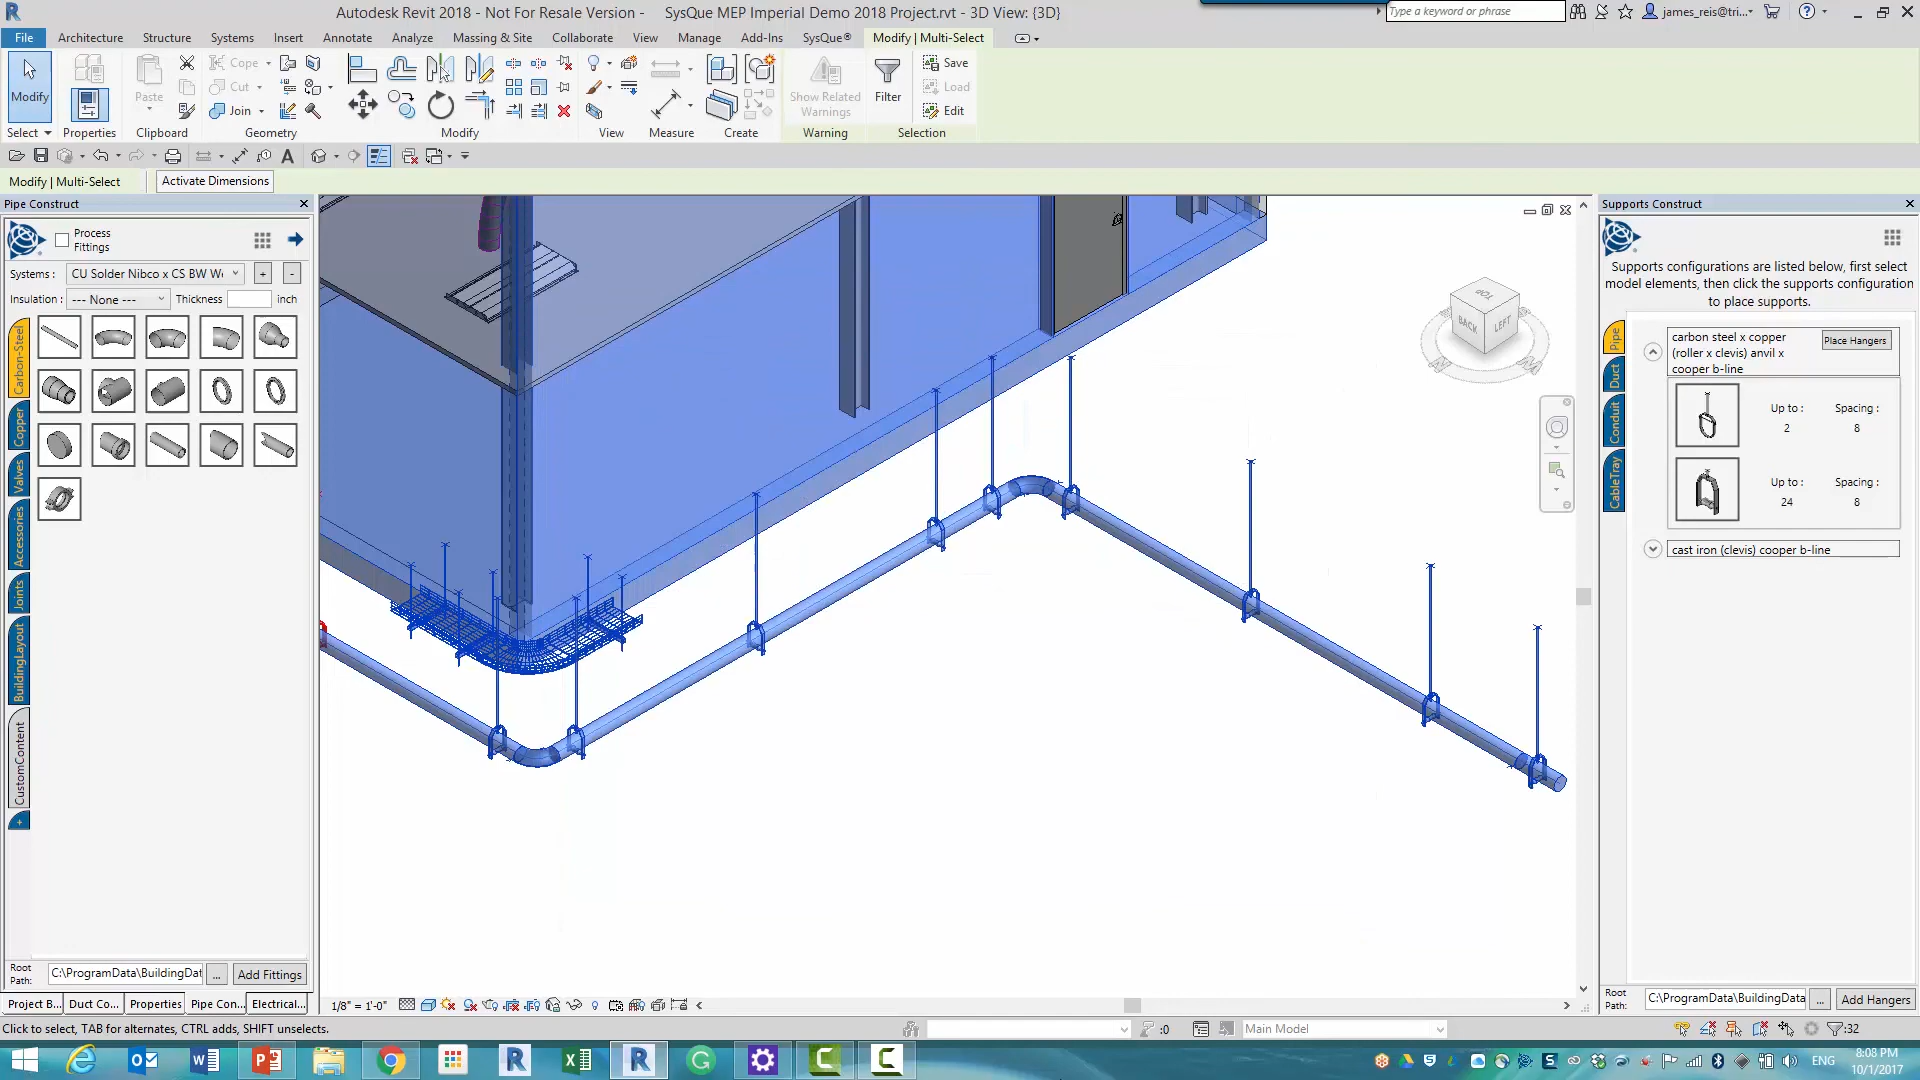 Autodesk Revit 2018 - Not For Resale Version - SysQue MEP Imperial Demo 2018 Project.rvt - 3D View: {3D}
Type a keyword or phrase
james_reis@tri...
File Architecture Structure Systems Insert Annotate Analyze Massing & Site Collaborate View Manage Add-Ins SysQue® Modify | Multi-Select
Modify
Paste
Cope
Cut
Join
Show Related
Warnings
Filter
Save
Load
Edit
Select Properties Clipboard Geometry Modify View Measure Create Warning Selection
Modify | Multi-Select Activate Dimensions
Pipe Construct
Process
Fittings
Systems : CU Solder Nibco x CS BW W + -
Insulation : --- None --- Thickness inch
Carbon-Steel
Copper
Valves
Accessories
Joints
BuildingLayout
CustomContent
+
Root
Path: C:\ProgramData\BuildingDat ... Add Fittings
Project B... Duct Co... Properties Pipe Con... Electrical...
TOP
BACK
LEFT
Supports Construct
Supports configurations are listed below, first select
model elements, then click the supports configuration
to place supports.
Pipe
Duct
Conduit
CableTray
carbon steel x copper
(roller x clevis) anvil x
cooper b-line
Place Hangers
Up to : Spacing :
2 8
Up to : Spacing :
24 8
cast iron (clevis) cooper b-line
Root
Path: C:\ProgramData\BuildingData ... Add Hangers
1/8" = 1'-0"
Click to select, TAB for alternates, CTRL adds, SHIFT unselects.
:0
Main Model
:32
ENG
8:08 PM
10/1/2017